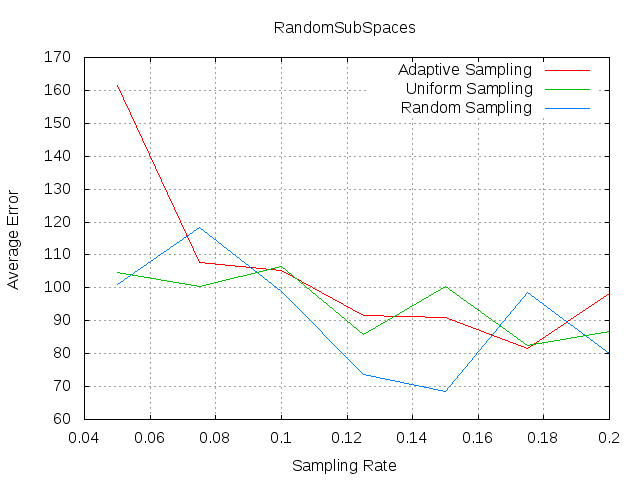 RandomSubSpaces
170
160
150
140
130
120
110
100
90
80
70
60
Average Error
Adaptive Sampling
Uniform Sampling
Random Sampling
0.04 0.06 0.08 0.1 0.12 0.14 0.16 0.18 0.2
Sampling Rate